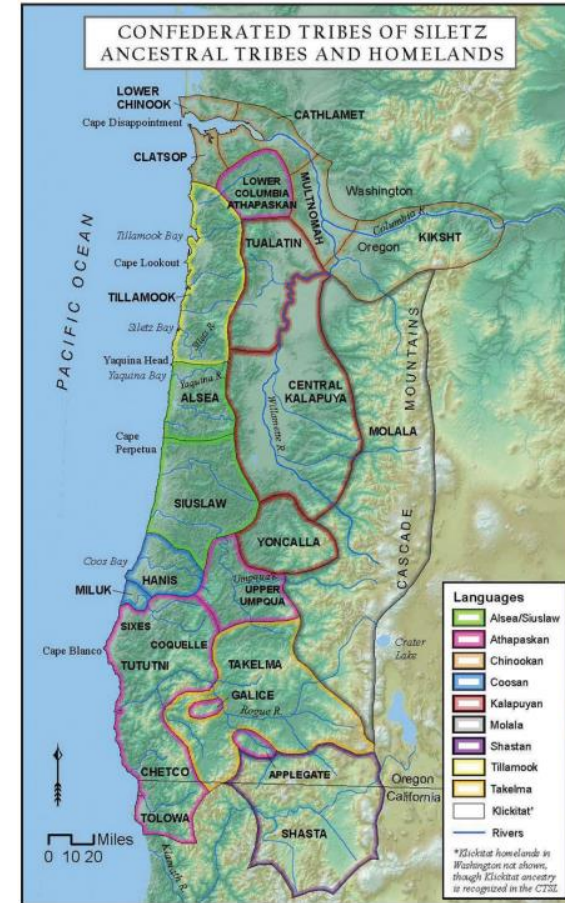 CONFEDERATED TRIBES OF SILETZ
ANCESTRAL TRIBES AND HOMELANDS
LOWER
CHINOOK
CATHLAMET
Cape Disappointment
CLATSOP
LOWER
COLUMBIA
ATHAPASKAN
MULTNOMAH
Washington
Columbia R.
Oregon
KIKSHT
Tillamook Bay
TUALATIN
Cape Lookout
TILLAMOOK
PACIFIC OCEAN
Siletz Bay
Siletz R.
Yaquina Head
Yaquina Bay
Yaquina R.
ALSEA
CENTRAL
KALAPUYA
Willamette R.
MOLALA
CASCADE MOUNTAINS
Cape
Perpetua
SIUSLAW
YONCALLA
Coos Bay
HANIS
MILUK
Umpqua R.
UPPER
UMPQUA
SIXES
COQUELLE
Cape Blanco
TUTUTNI
TAKELMA
Crater
Lake
GALICE
Rogue R.
CHETCO
APPLEGATE
Oregon
California
TOLOWA
SHASTA
Klamath R.
Miles
0 10 20
Languages
Alsea/Siuslaw
Athapaskan
Chinookan
Coosan
Kalapuyan
Molala
Shastan
Tillamook
Takelma
Klickitat*
Rivers
*Klickitat homelands in
Washington not shown,
though Klickitat ancestry
is recognized in the CTSI.